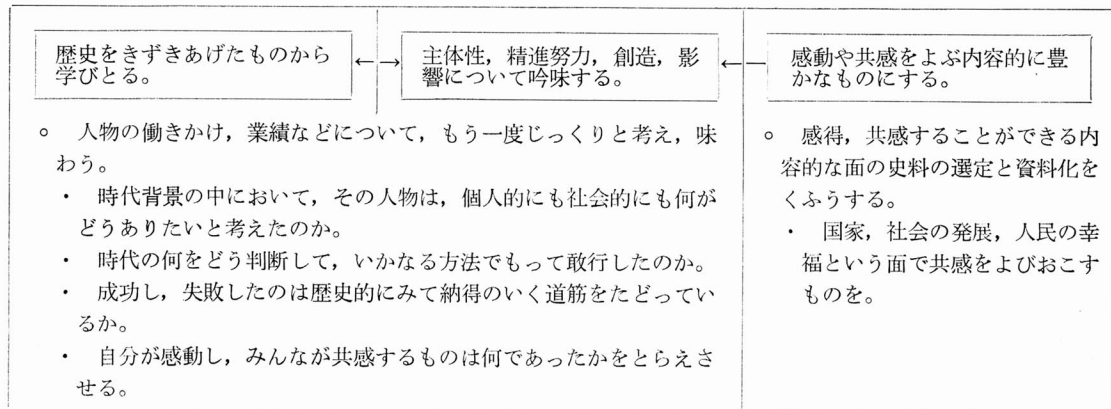 歴史をきずきあげたものから
学びとる。
←→
主体性,精進努力,創造,影
響について吟味する。
←―
感動や共感をよぶ内容的に豊
かなものにする。
○ 人物の働きかけ,業績などについて,もう一度じっくりと考え,味
わう。
・ 時代背景の中において,その人物は,個人的にも社会的にも何が
どうありたいと考えたのか。
・ 時代の何をどう判断して,いかなる方法でもって敢行したのか。
・ 成功し,失敗したのは歴史的にみて納得のいく道筋をたどってい
るか。
・ 自分が感動し,みんなが共感するものは何であったかをとらえさ
せる。
○ 感得,共感することができる内
容的な面の史料の選定と資料化を
くふうする。
・ 国家,社会の発展,人民の幸
福という面で共感をよびおこす
ものを。